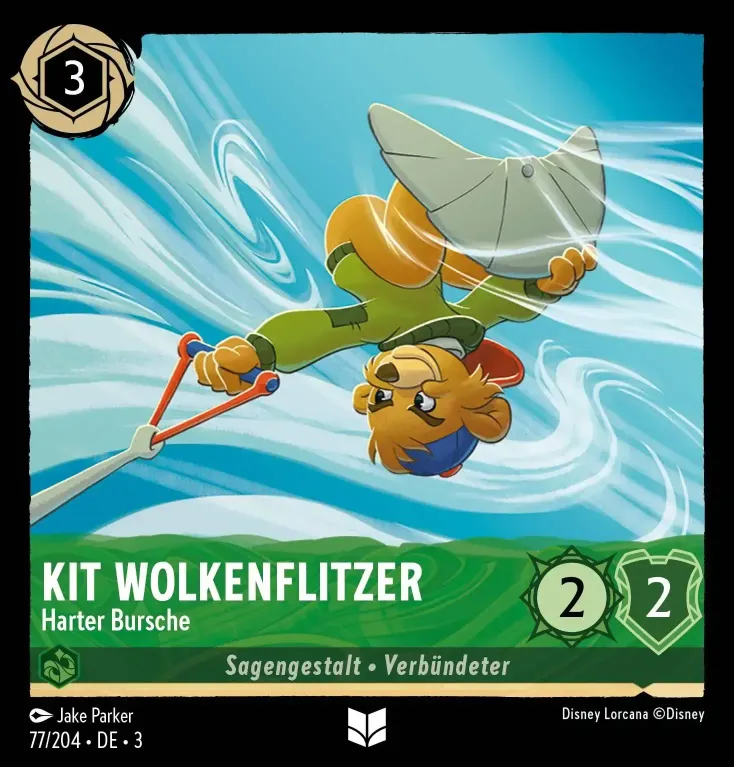 3
KIT WOLKENFLITZER
Harter Bursche
2
2
Sagengestalt • Verbündeter
Jake Parker
Disney Lorcana ©Disney
77/204 • DE • 3